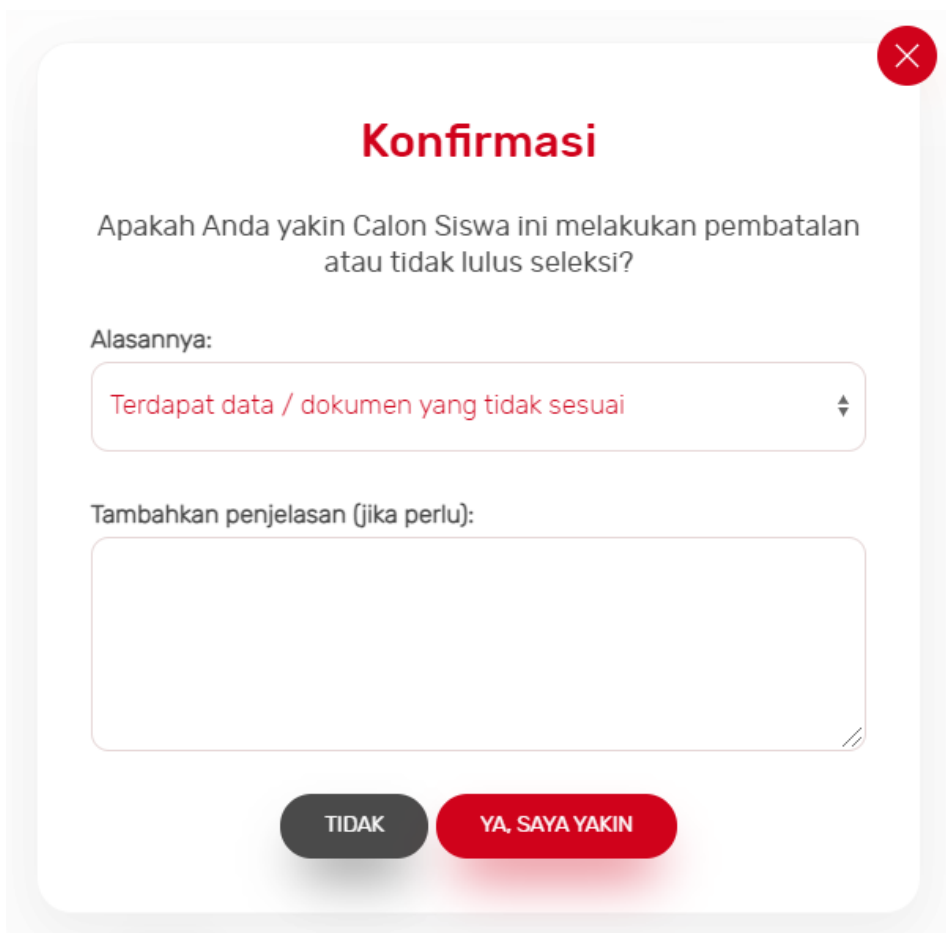 Konfirmasi
Apakah Anda yakin Calon Siswa ini melakukan pembatalan
atau tidak lulus seleksi?
Alasannya:
Terdapat data / dokumen yang tidak sesuai
Tambahkan penjelasan (jika perlu):
TIDAK
YA, SAYA YAKIN